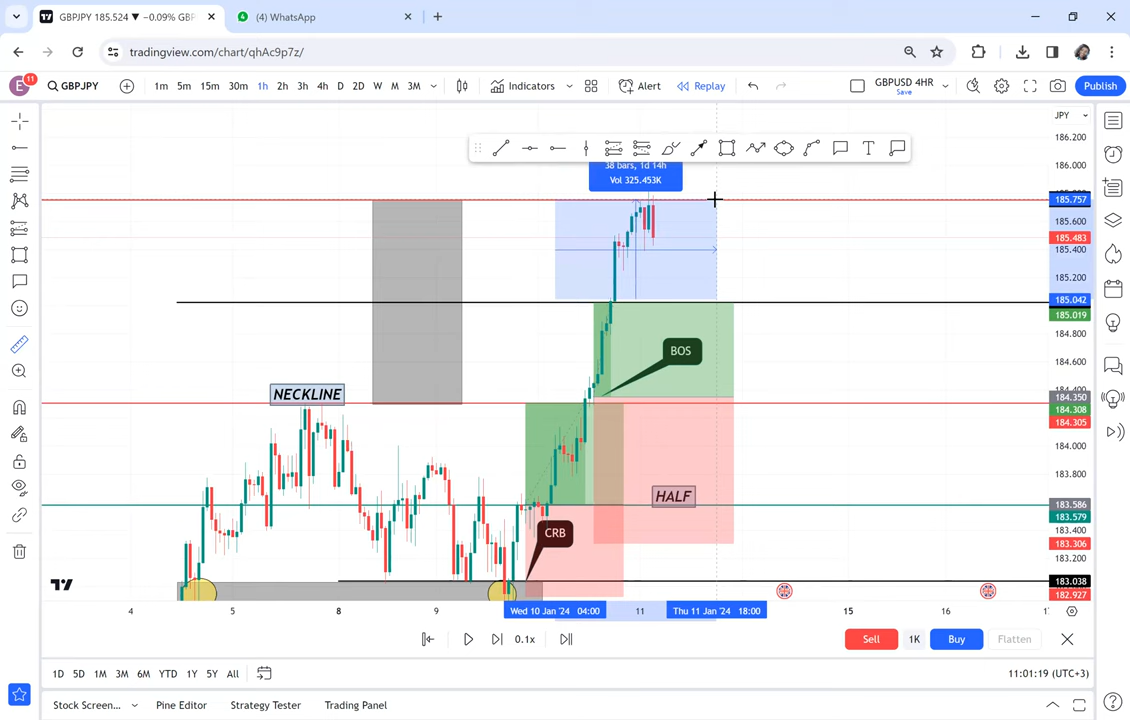 GBPJPY 185.524 ▼ −0.09% GBP
(4) WhatsApp
tradingview.com/chart/qhAc9p7z/
E 11 GBPJPY 1m 5m 15m 30m 1h 2h 3h 4h D 2D W M 3M Indicators Alert Replay GBPUSD 4HR Save Publish
JPY
186.200
186.000
38 bars, 1d 14h
Vol 325.453K
185.757
185.600
185.483
185.400
185.200
185.042
185.019
184.800
184.600
BOS
184.350
NECKLINE
184.308
184.305
184.000
183.800
HALF
183.586
183.579
CRB
183.400
183.306
183.200
183.038
182.927
4 5 8 9 Wed 10 Jan '24 04:00 11 Thu 11 Jan '24 18:00 15 16
0.1x Sell 1K Buy Flatten
1D 5D 1M 3M 6M YTD 1Y 5Y All 11:01:19 (UTC+3)
Stock Screen... Pine Editor Strategy Tester Trading Panel